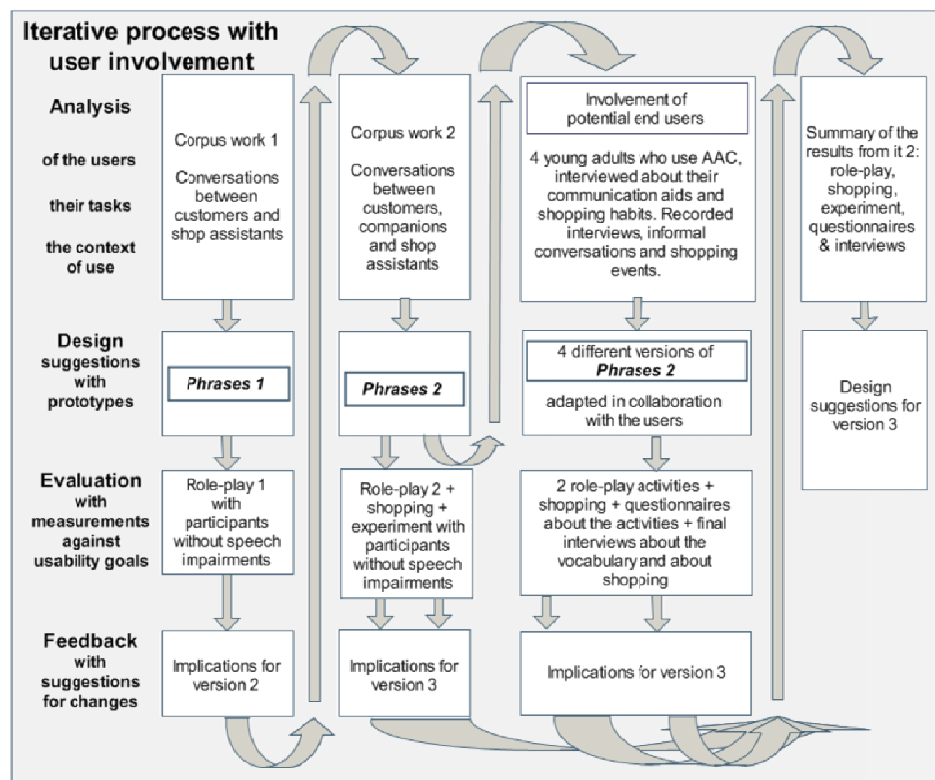 Iterative process with
user involvement
Analysis
of the users
their tasks
the context
of use
Corpus work 1
Conversations
between
customers and
shop assistants
Corpus work 2
Conversations
between
customers,
companions
and shop
assistants
Involvement of
potential end users
4 young adults who use AAC,
interviewed about their
communication aids and
shopping habits. Recorded
interviews, informal
conversations and shopping
events.
Summary of the
results from it 2:
role-play,
shopping,
experiment,
questionnaires
& interviews
Design
suggestions
with
prototypes
Phrases 1
Phrases 2
4 different versions of
Phrases 2
adapted in collaboration
with the users
Design
suggestions for
version 3
Evaluation
with
measurements
against
usability goals
Role-play 1
with
participants
without speech
impairments
Role-play 2 +
shopping +
experiment with
participants
without speech
impairments
2 role-play activities +
shopping + questionnaires
about the activities + final
interviews about the
vocabulary and about
shopping
Feedback
with
suggestions
for changes
Implications for
version 2
Implications for
version 3
Implications for version 3